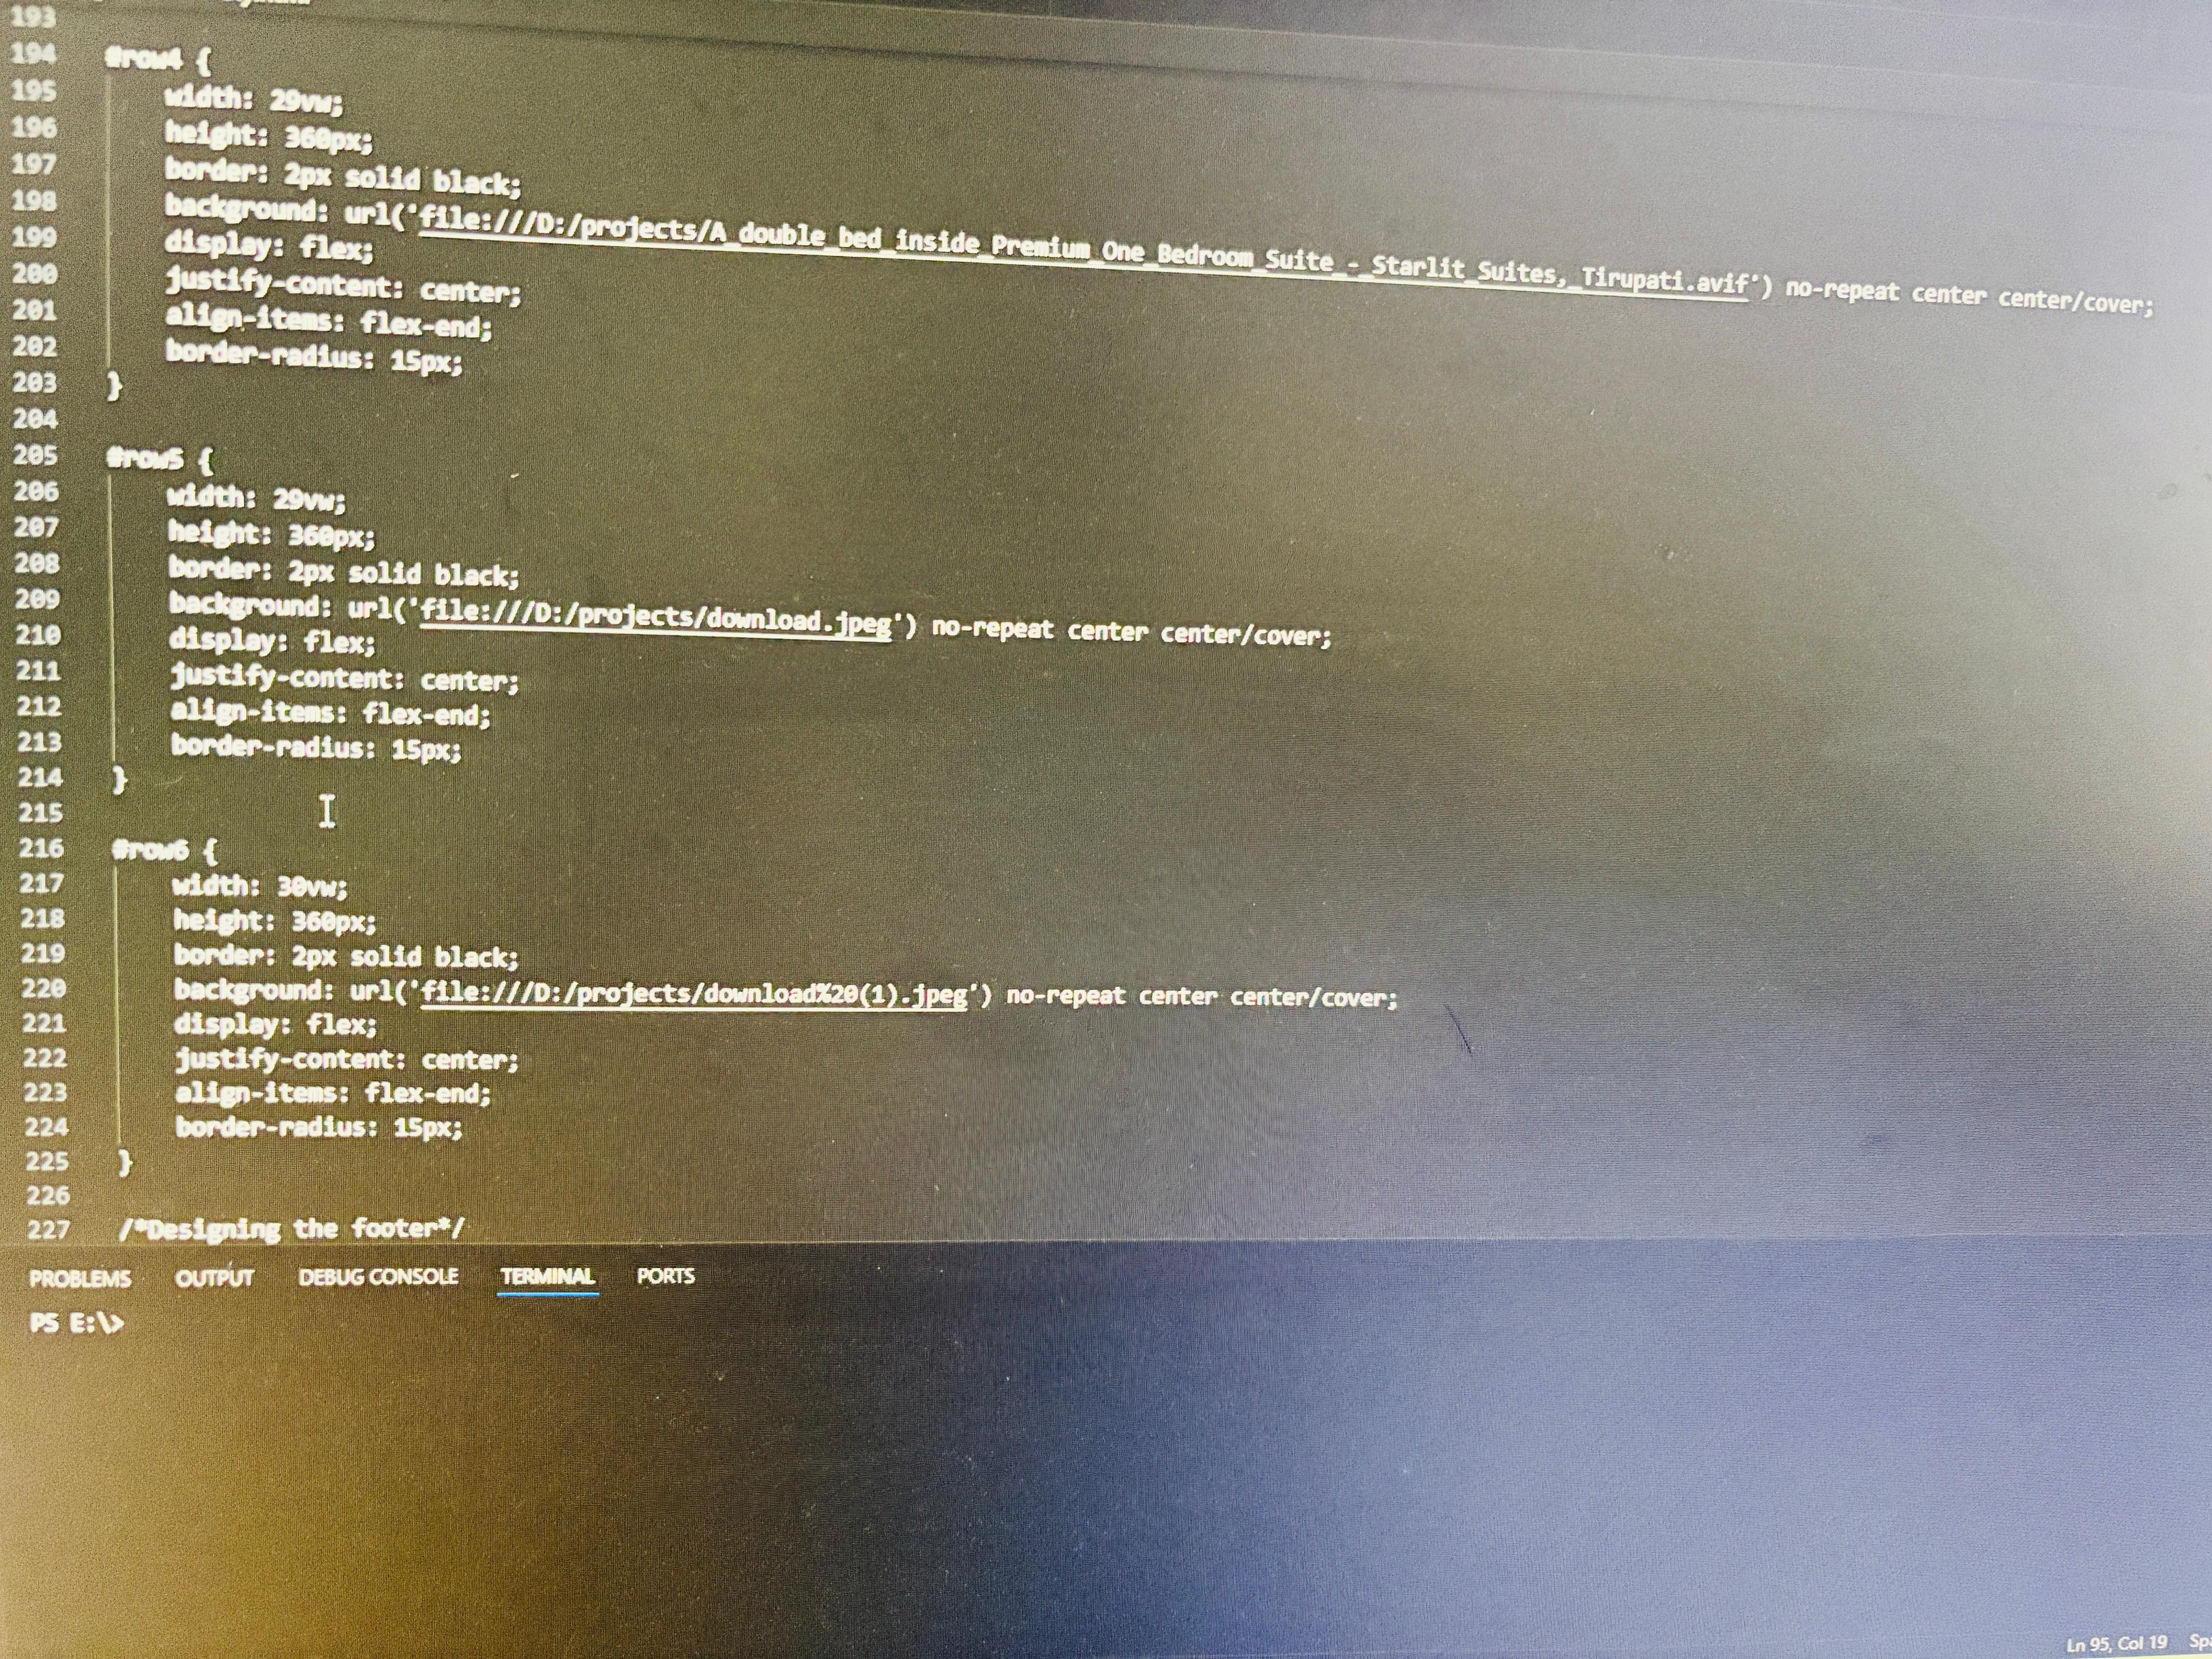 193
194 #row4 {
195 width: 29vw;
196 height: 360px;
197 border: 2px solid black;
198 background: url('file:///D:/projects/A_double_bed_inside_Premium_One_Bedroom_Suite_-_Starlit_Suites,_Tirupati.avif') no-repeat center center/cover;
199 display: flex;
200 justify-content: center;
201 align-items: flex-end;
202 border-radius: 15px;
203 }
204
205 #row5 {
206 width: 29vw;
207 height: 360px;
208 border: 2px solid black;
209 background: url('file:///D:/projects/download.jpeg') no-repeat center center/cover;
210 display: flex;
211 justify-content: center;
212 align-items: flex-end;
213 border-radius: 15px;
214 }
215
216 #row6 {
217 width: 30vw;
218 height: 360px;
219 border: 2px solid black;
220 background: url('file:///D:/projects/download%20(1).jpeg') no-repeat center center/cover;
221 display: flex;
222 justify-content: center;
223 align-items: flex-end;
224 border-radius: 15px;
225 }
226
227 /*Designing the footer*/
PROBLEMS OUTPUT DEBUG CONSOLE TERMINAL PORTS
PS E:\>
Ln 95, Col 19